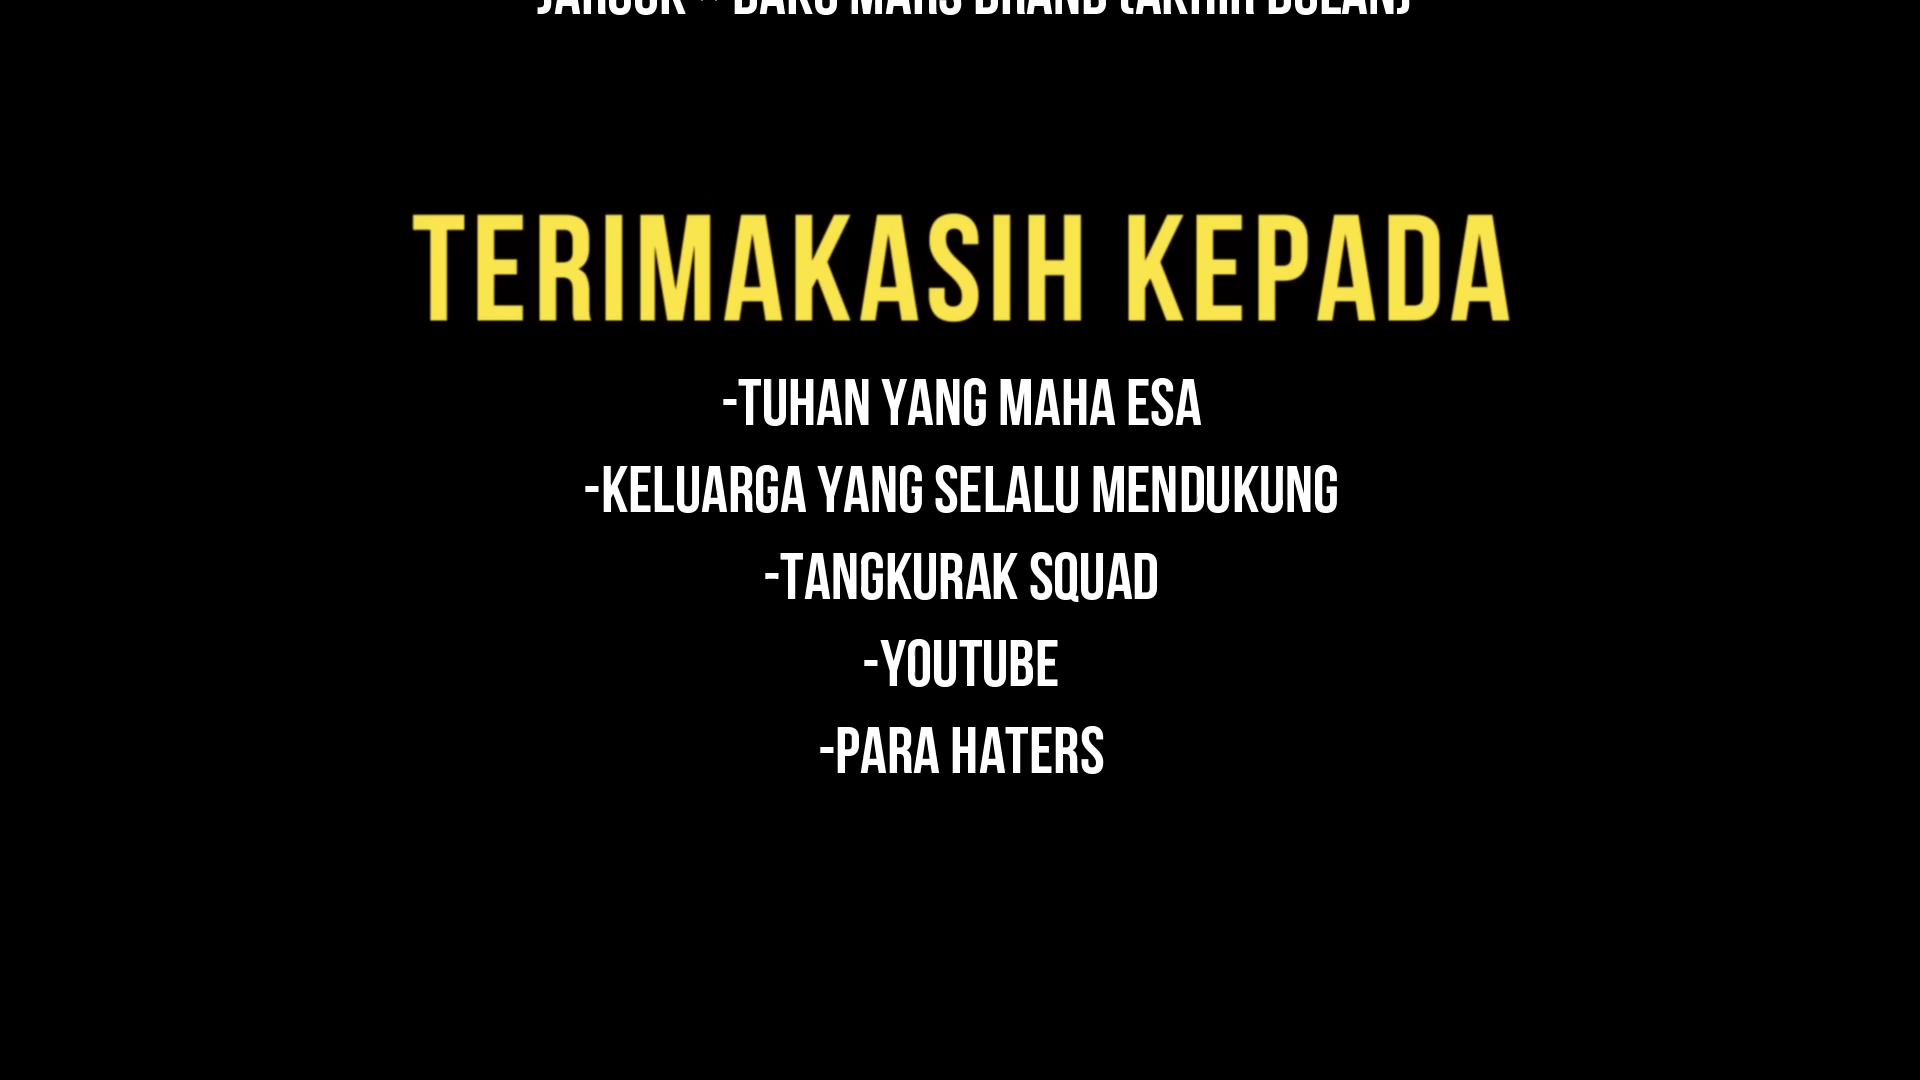 TERIMAKASIH KEPADA
-TUHAN YANG MAHA ESA
-KELUARGA YANG SELALU MENDUKUNG
-TANGKURAK SQUAD
-YOUTUBE
-PARA HATERS